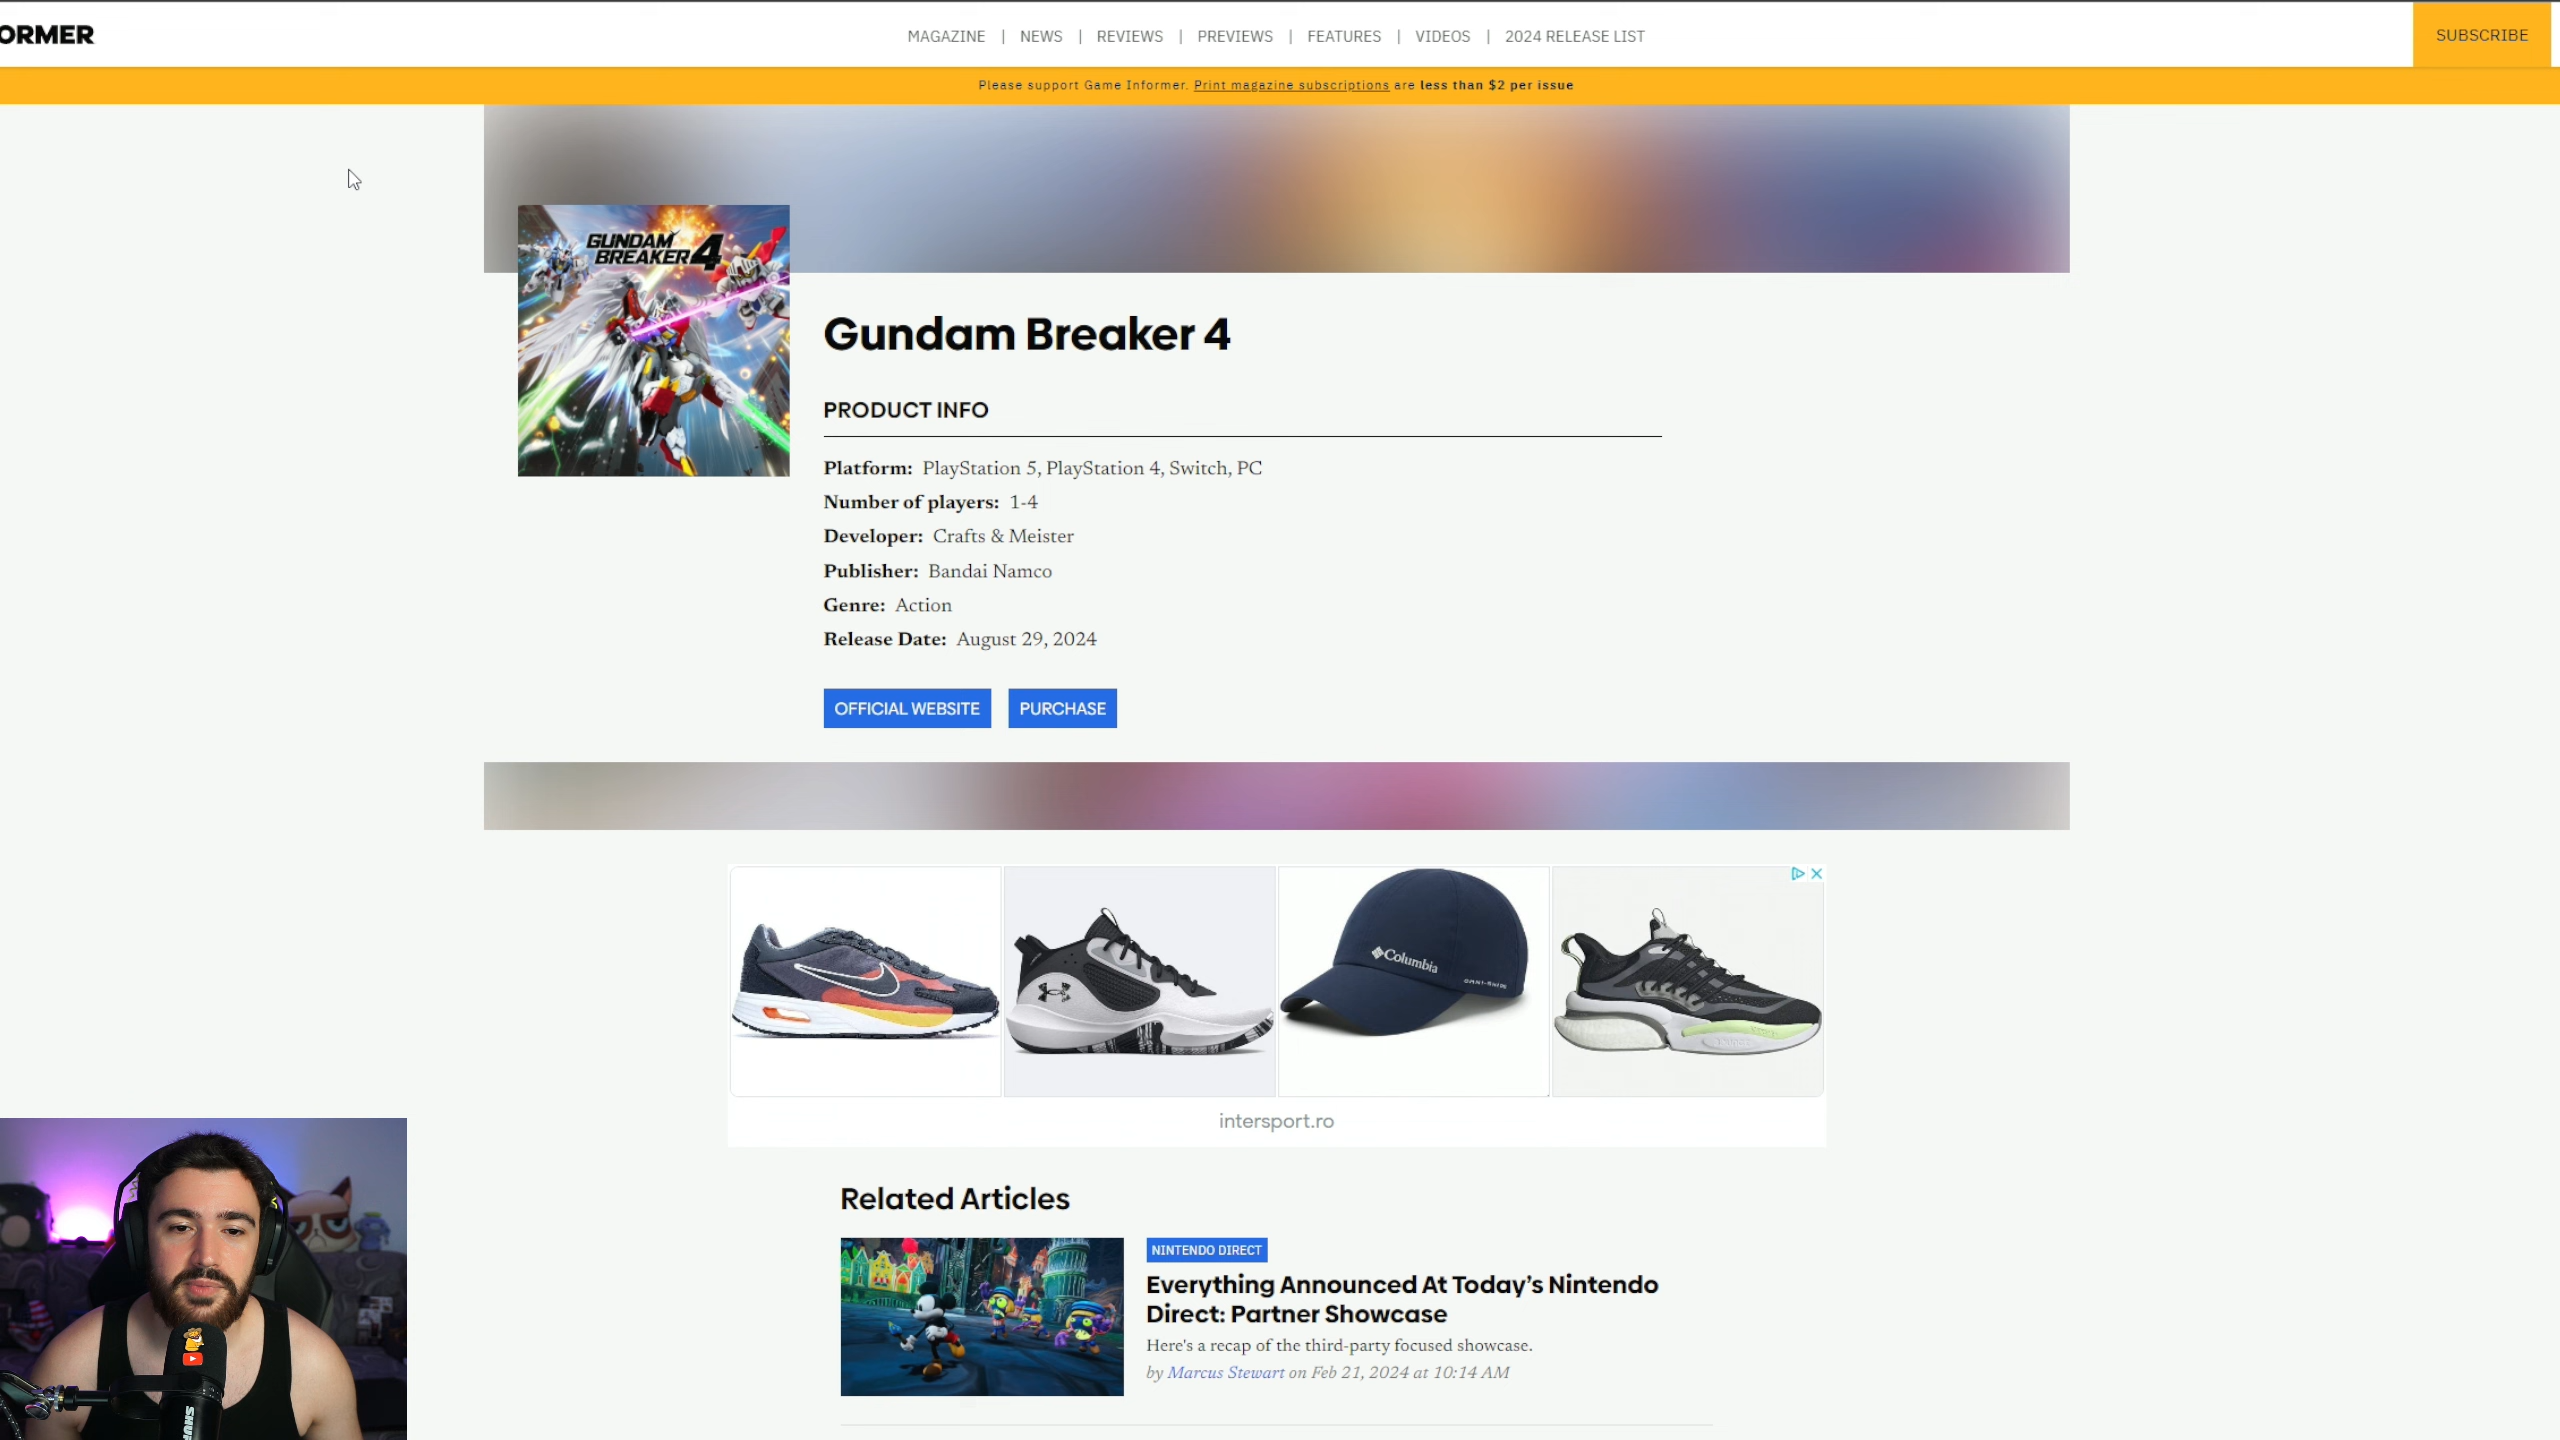 ORMER
MAGAZINE | NEWS | REVIEWS | PREVIEWS | FEATURES | VIDEOS | 2024 RELEASE LIST
SUBSCRIBE
Please support Game Informer. Print magazine subscriptions are less than $2 per issue
GUNDAM
BREAKER 4
Gundam Breaker 4
PRODUCT INFO
Platform: PlayStation 5, PlayStation 4, Switch, PC
Number of players: 1-4
Developer: Crafts & Meister
Publisher: Bandai Namco
Genre: Action
Release Date: August 29, 2024
OFFICIAL WEBSITE
PURCHASE
Columbia
OMNI-SHADE
intersport.ro
Related Articles
NINTENDO DIRECT
Everything Announced At Today's Nintendo
Direct: Partner Showcase
Here's a recap of the third-party focused showcase.
by Marcus Stewart on Feb 21, 2024 at 10:14 AM
SHUR